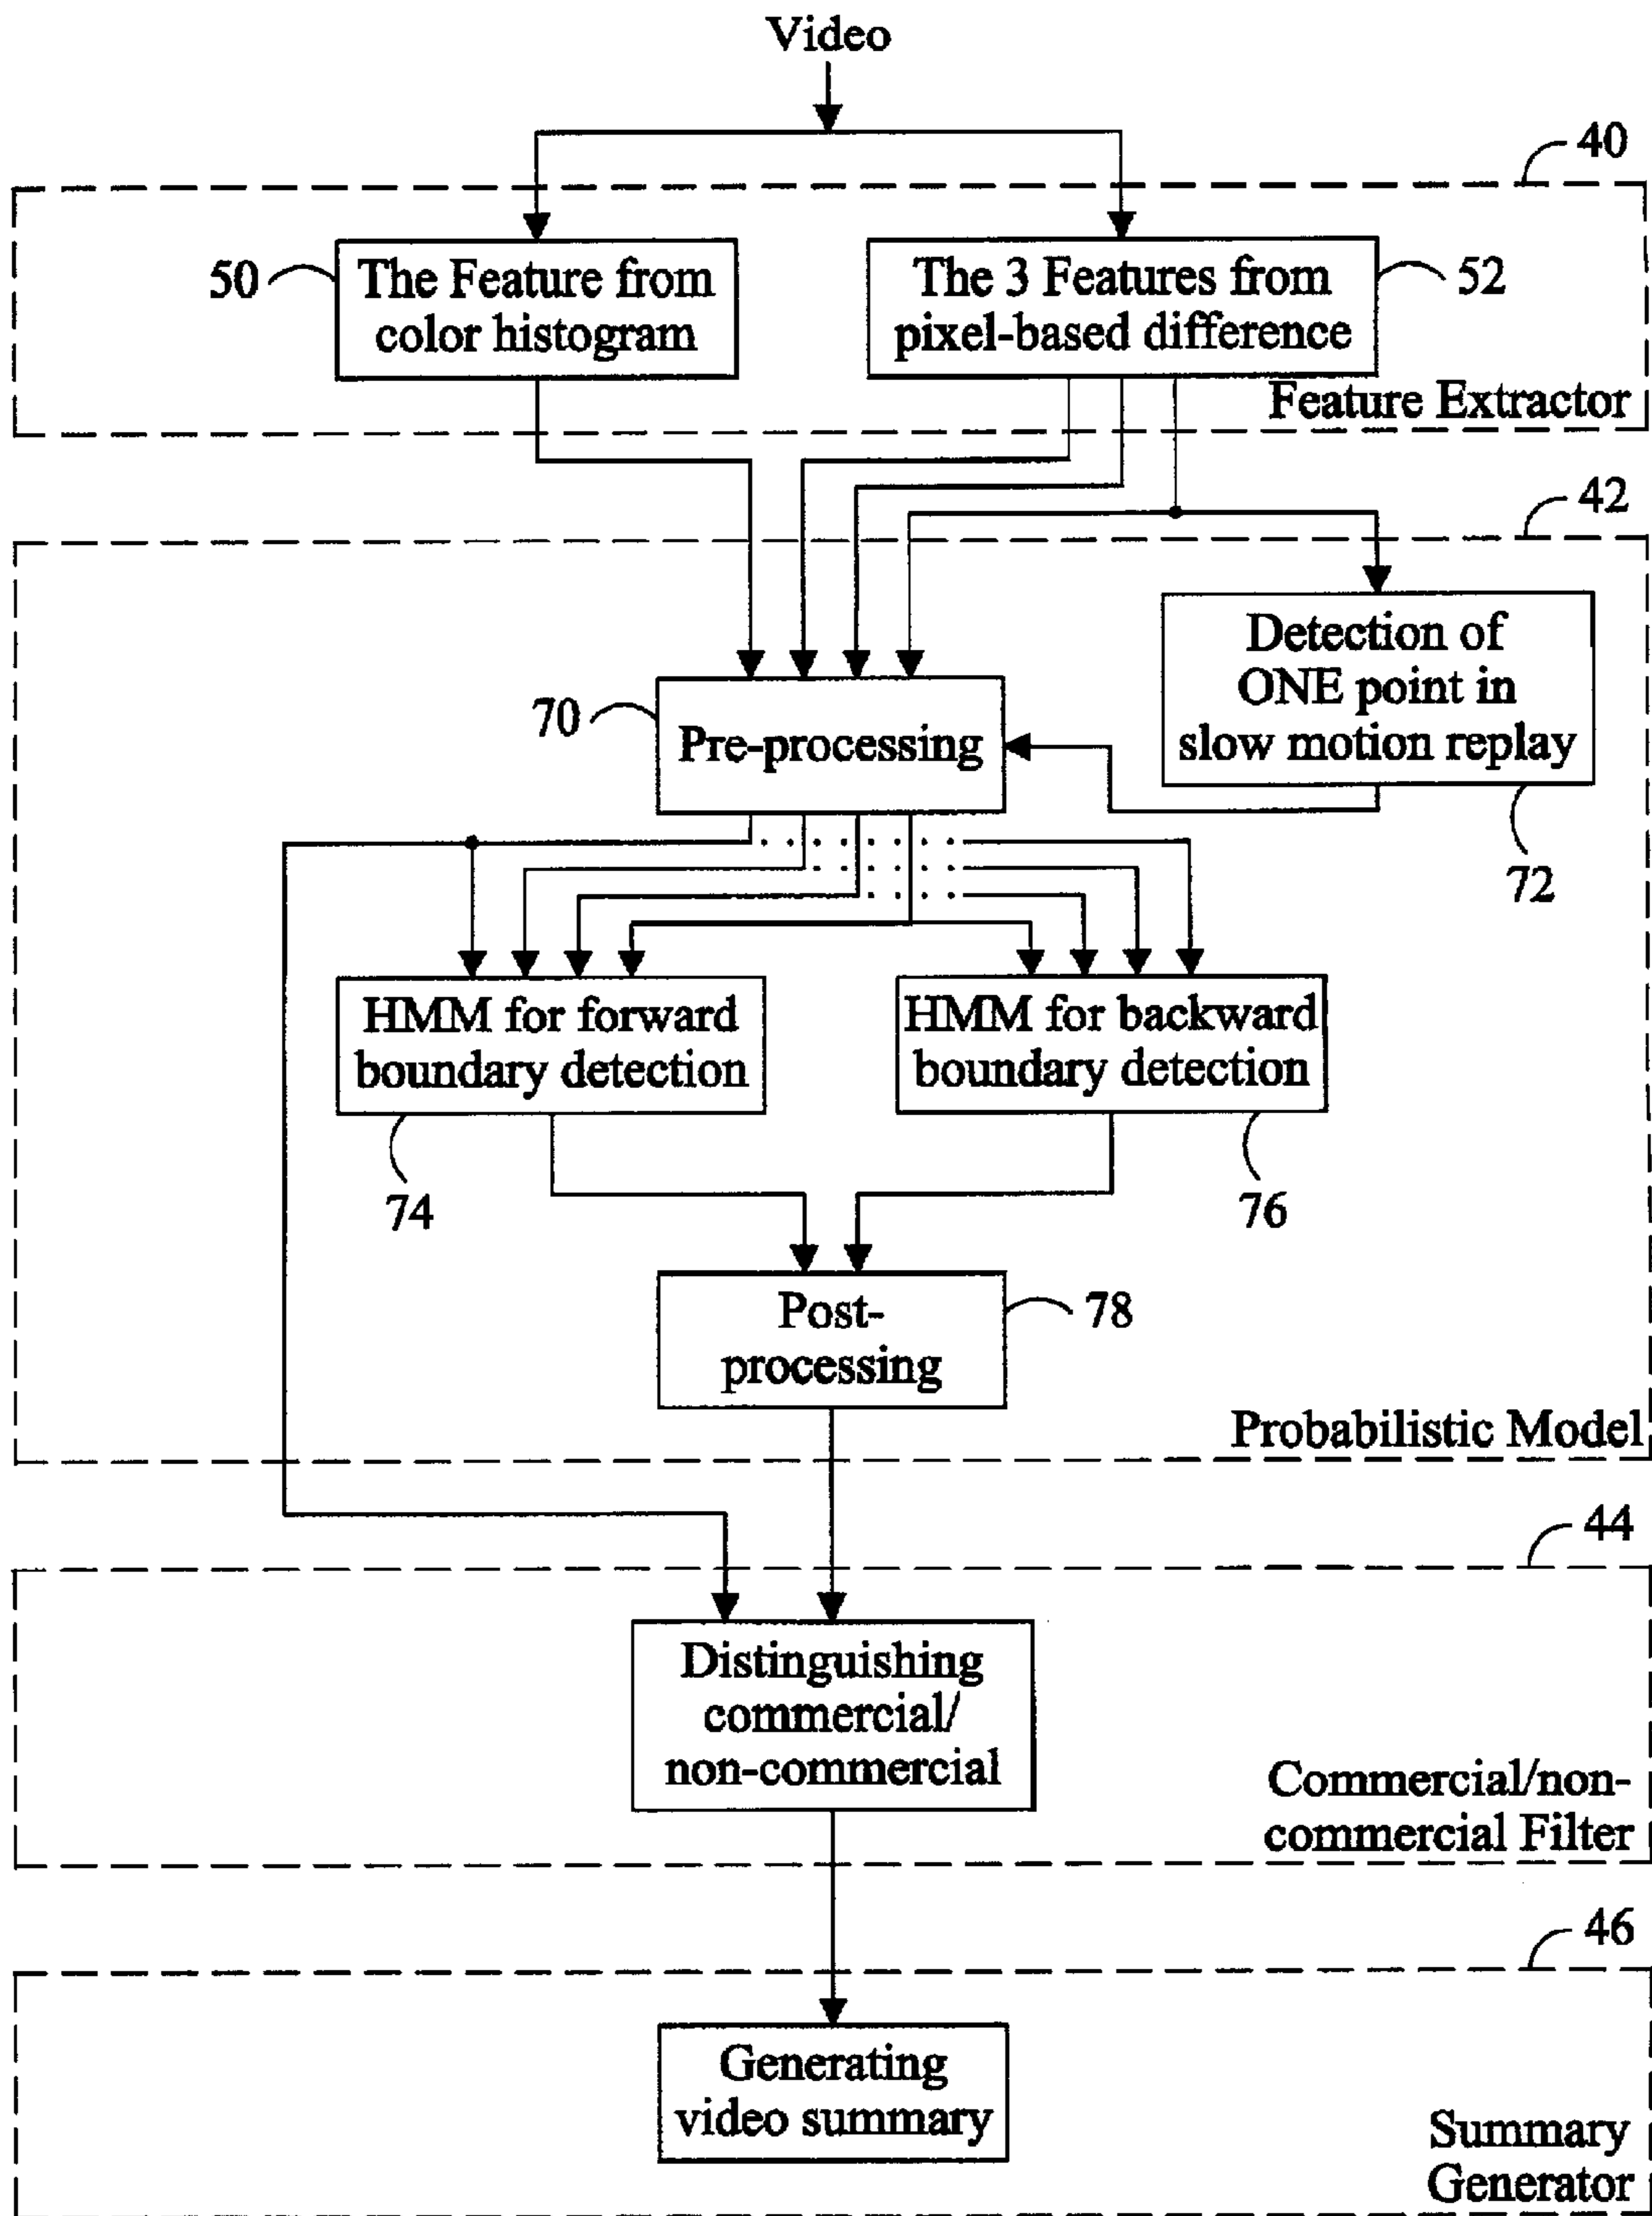 Video
40
50
The Feature from
color histogram
The 3 Features from
pixel-based difference
52
Feature Extractor
42
Detection of
ONE point in
slow motion replay
70
Pre-processing
72
HMM for forward
boundary detection
HMM for backward
boundary detection
74
76
Post-
processing
78
Probabilistic Model
44
Distinguishing
commercial/
non-commercial
Commercial/non-
commercial Filter
46
Generating
video summary
Summary
Generator